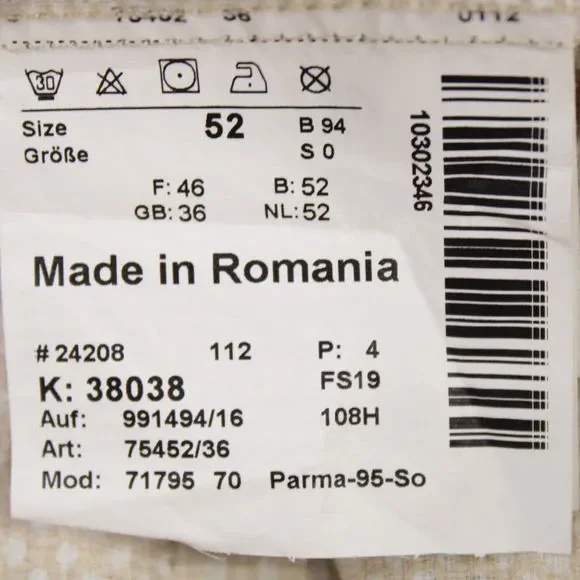 30
Size 52 B 94
Größe S 0
F: 46 B: 52
GB: 36 NL: 52
10302346
Made in Romania
# 24208 112 P: 4
K: 38038 FS19
Auf: 991494/16 108H
Art: 75452/36
Mod: 71795 70 Parma-95-So